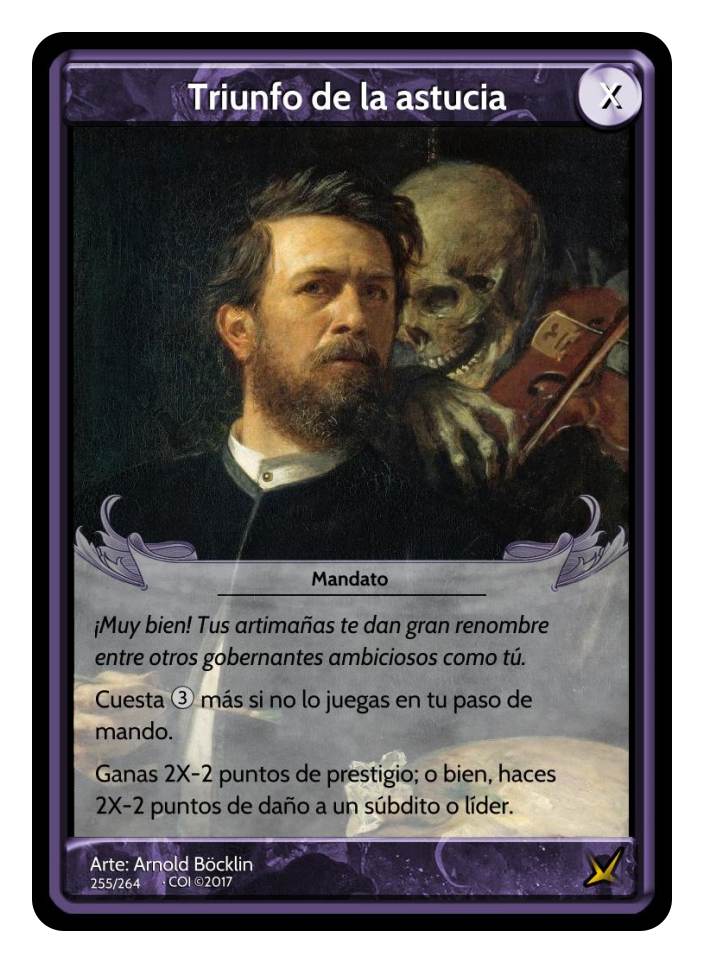 Triunfo de la astucia
X
Mandato
¡Muy bien! Tus artimañas te dan gran renombre
entre otros gobernantes ambiciosos como tú.
Cuesta 3 más si no lo juegas en tu paso de
mando.
Ganas 2X-2 puntos de prestigio; o bien, haces
2X-2 puntos de daño a un súbdito o líder.
Arte: Arnold Böcklin
255/264 · COI ©2017